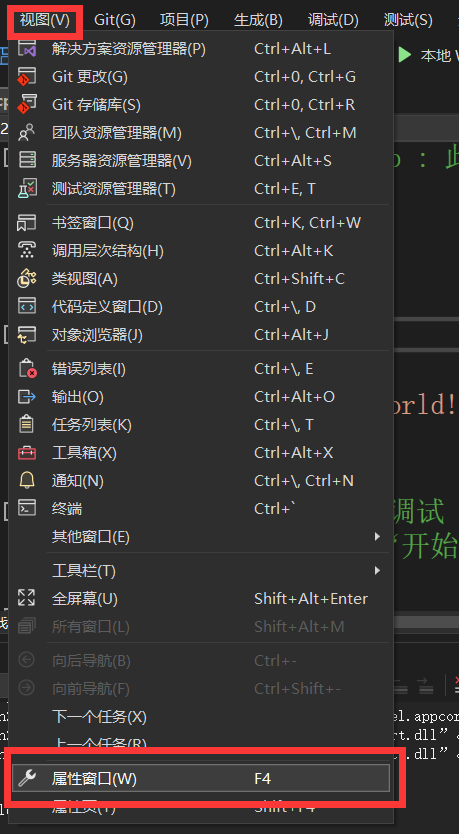 视图(V) Git(G) 项目(P) 生成(B) 调试(D) 测试(S)
解决方案资源管理器(P) Ctrl+Alt+L 本地
Git 更改(G) Ctrl+0, Ctrl+G
Git 存储库(S) Ctrl+0, Ctrl+R
团队资源管理器(M) Ctrl+\, Ctrl+M
服务器资源管理器(V) Ctrl+Alt+S
测试资源管理器(T) Ctrl+E, T
书签窗口(Q) Ctrl+K, Ctrl+W
调用层次结构(H) Ctrl+Alt+K
类视图(A) Ctrl+Shift+C
代码定义窗口(D) Ctrl+\, D
对象浏览器(J) Ctrl+Alt+J
错误列表(I) Ctrl+\, E
输出(O) Ctrl+Alt+O
任务列表(K) Ctrl+\, T
工具箱(X) Ctrl+Alt+X
通知(N) Ctrl+\, Ctrl+N
终端 Ctrl+` 调试
其他窗口(E) “开始
工具栏(T)
全屏幕(U) Shift+Alt+Enter
所有窗口(L) Shift+Alt+M
向后导航(B) Ctrl+-
向前导航(F) Ctrl+Shift+-
下一个任务(X)
上一个任务(R)
属性窗口(W) F4
属性页(Y) Shift+F4